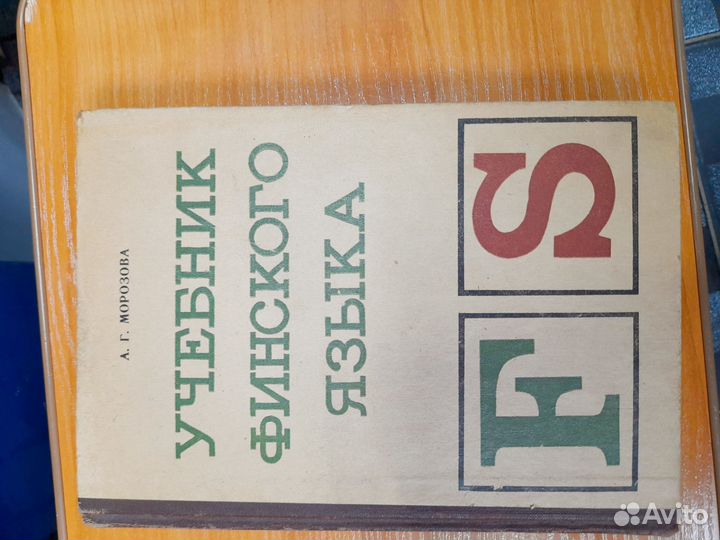 А. Г. МОРОЗОВА
УЧЕБНИК
ФИНСКОГО
ЯЗЫКА
F S
Avito